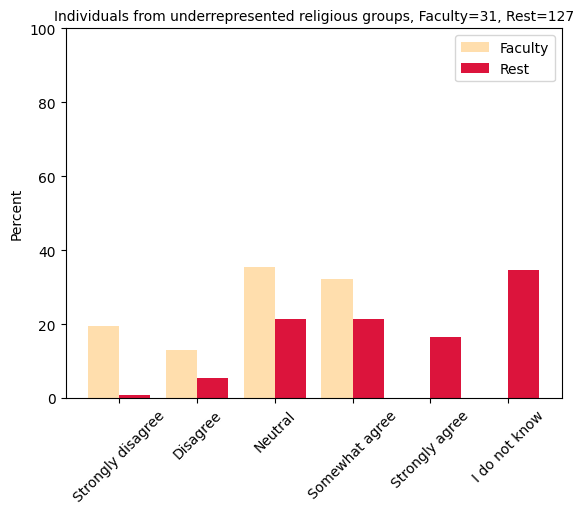 Individuals from underrepresented religious groups, Faculty=31, Rest=127
Faculty
Rest
Percent
100
80
60
40
20
0
Strongly disagree
Disagree
Neutral
Somewhat agree
Strongly agree
I do not know